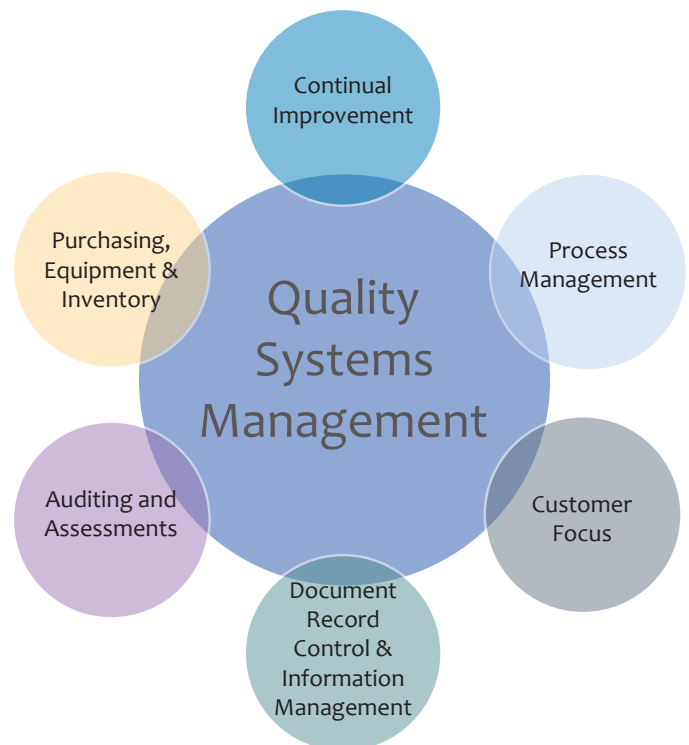 Continual
Improvement
Purchasing,
Equipment &
Inventory
Process
Management
Quality
Systems
Management
Auditing and
Assessments
Customer
Focus
Document
Record
Control &
Information
Management